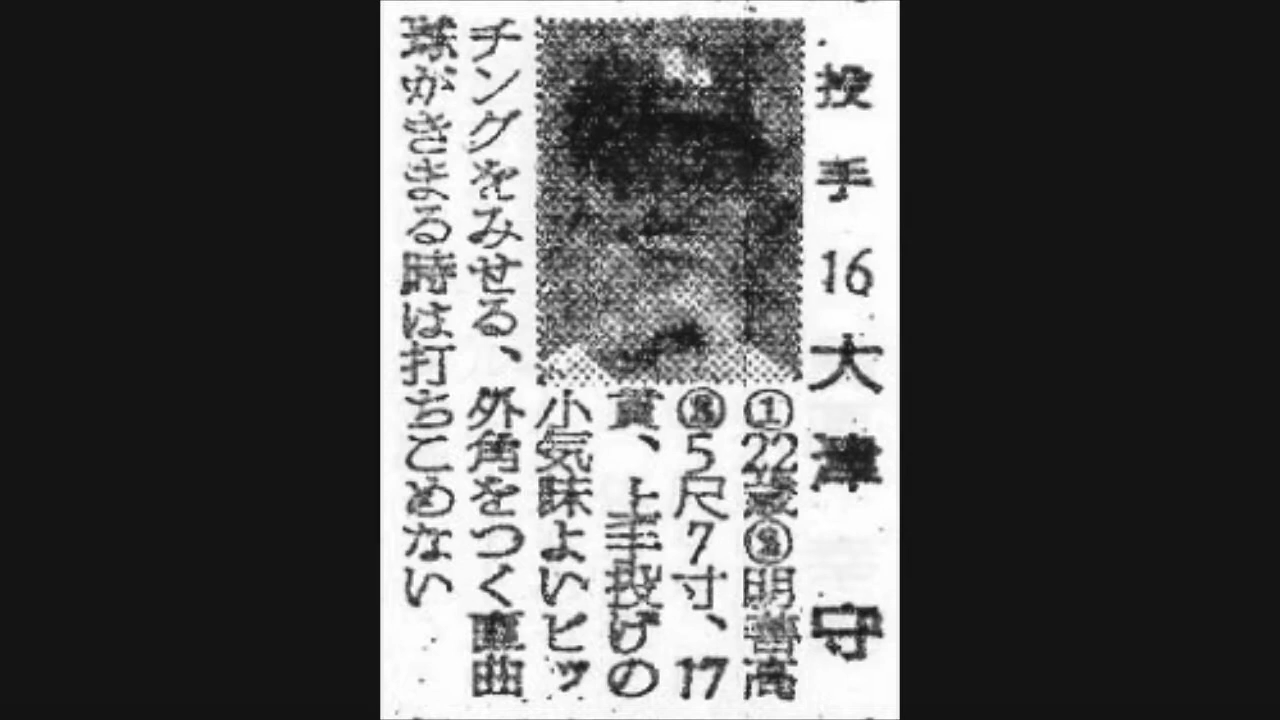 投手16大津守
①22歳②明善高
③5尺7寸、17
貫、上手投げの
小気味よいピッ
チングをみせる、外角をつく直曲
球がきまる時は打ちこめない